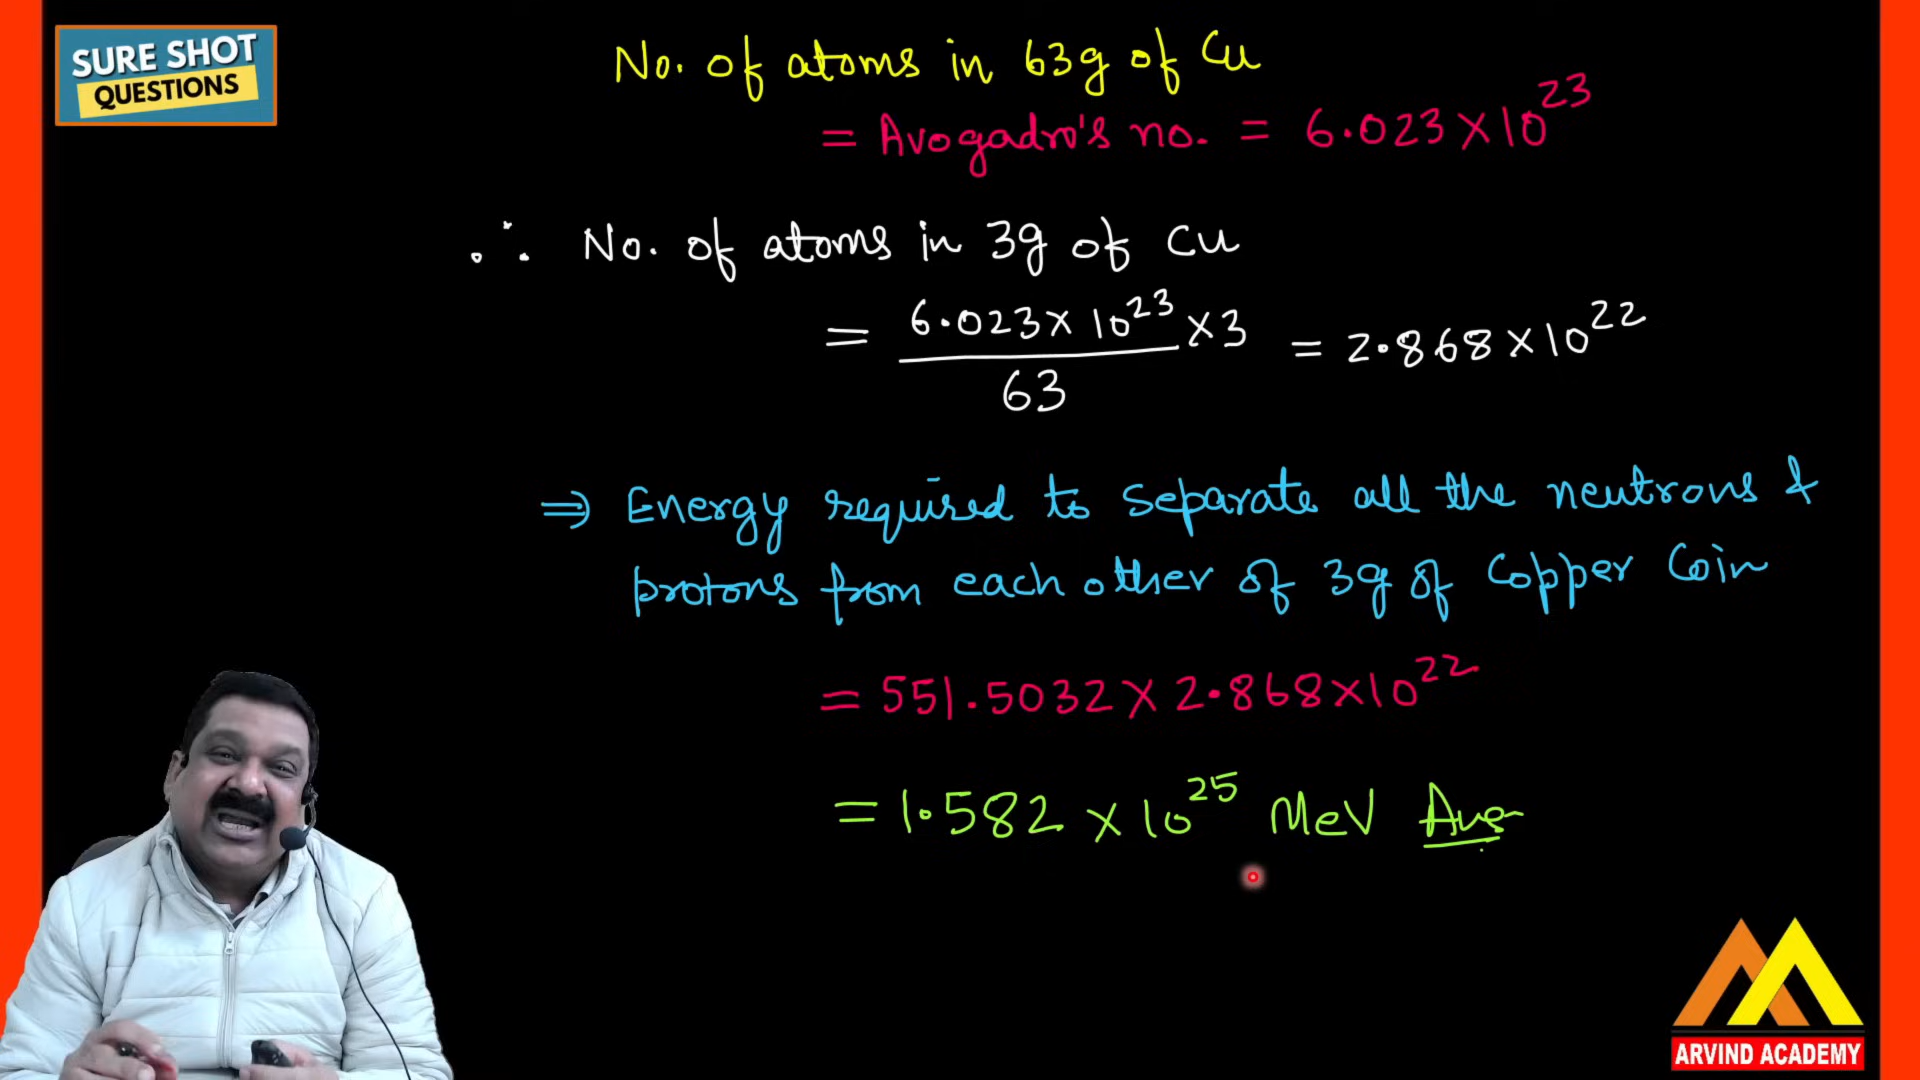 SURE SHOT
QUESTIONS
No. of atoms in 63g of Cu
= Avogadro's no. = 6.023 × 10²³
∴ No. of atoms in 3g of Cu
= 6.023 × 10²³ × 3 / 63 = 2.868 × 10²²
⇒ Energy required to separate all the neutrons &
protons from each other of 3g of Copper Coin
= 551.5032 × 2.868 × 10²²
= 1.582 × 10²⁵ MeV Ans
ARVIND ACADEMY